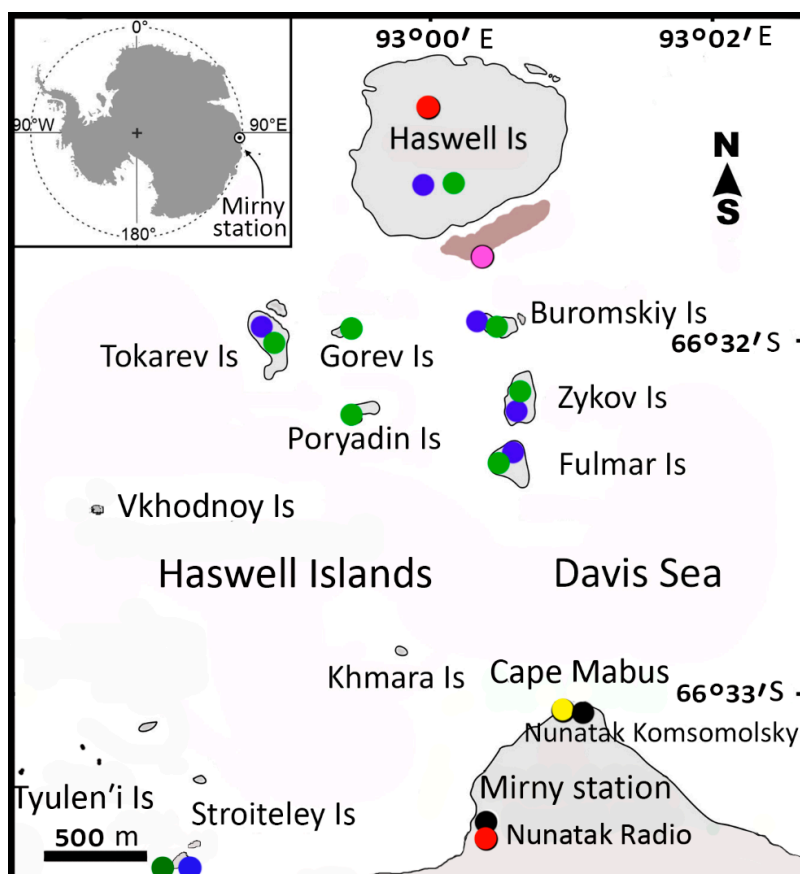 93°00′ E
93°02′ E
0°
90°W
90°E
Mirny
station
180°
Haswell Is
N
S
Buromskiy Is
66°32′ S
Tokarev Is
Gorev Is
Zykov Is
Poryadin Is
Fulmar Is
Vkhodnoy Is
Haswell Islands
Davis Sea
Khmara Is
Cape Mabus
66°33′ S
Nunatak Komsomolsky
Mirny station
Tyulen’i Is
Stroiteley Is
Nunatak Radio
500 m